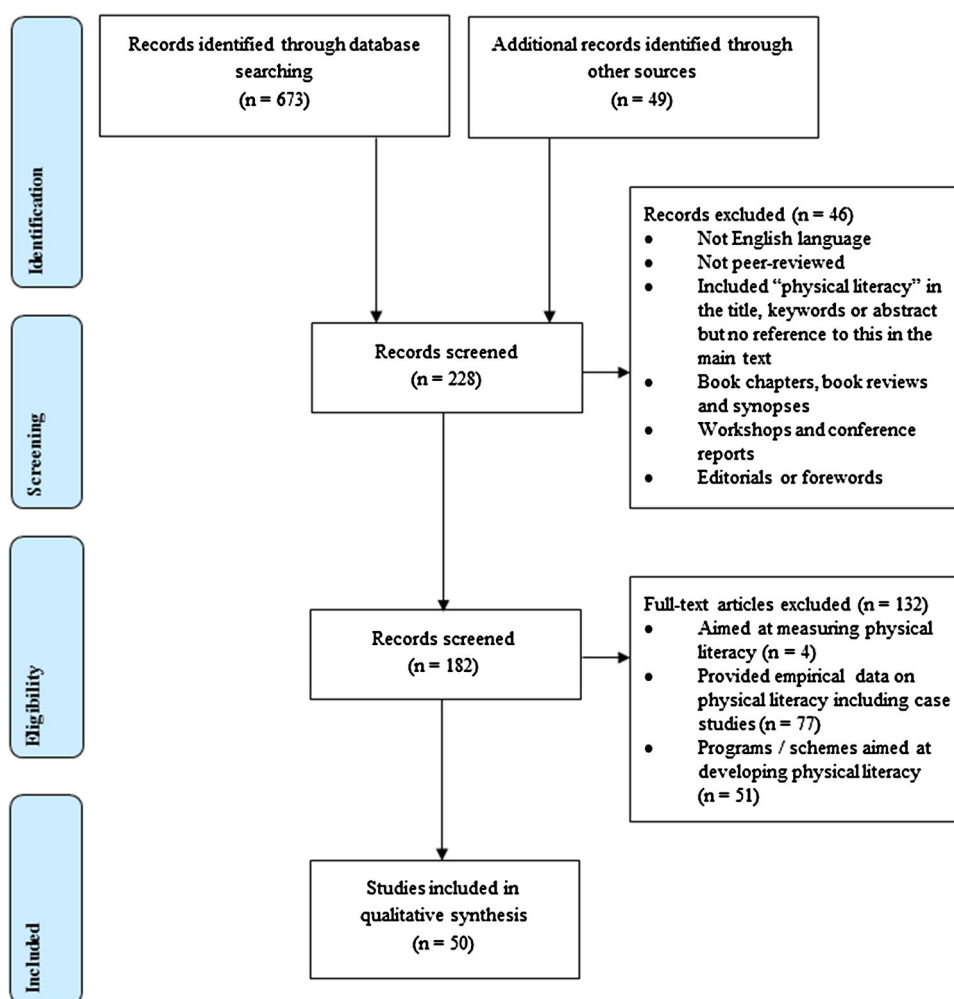 Records identified through database
searching
(n = 673)
Additional records identified through
other sources
(n = 49)
Identification
Records excluded (n = 46)
● Not English language
● Not peer-reviewed
● Included “physical literacy” in
the title, keywords or abstract
but no reference to this in the
main text
● Book chapters, book reviews
and synopses
● Workshops and conference
reports
● Editorials or forewords
Screening
Records screened
(n = 228)
Eligibility
Records screened
(n = 182)
Full-text articles excluded (n = 132)
● Aimed at measuring physical
literacy (n = 4)
● Provided empirical data on
physical literacy including case
studies (n = 77)
● Programs / schemes aimed at
developing physical literacy
(n = 51)
Included
Studies included in
qualitative synthesis
(n = 50)